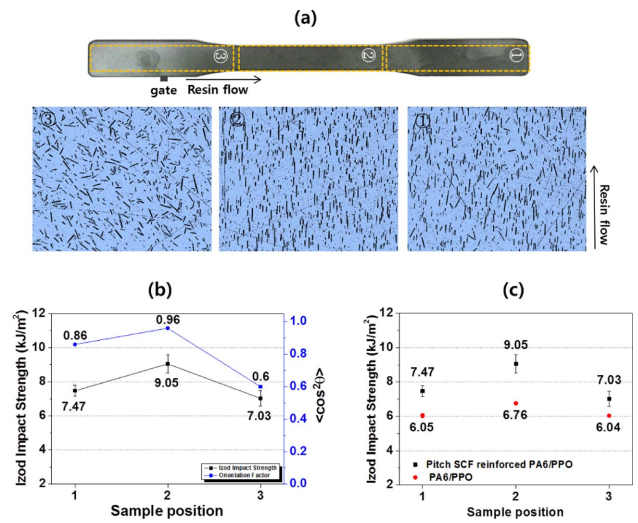 (a)
③
②
①
gate
Resin flow
③
②
①
Resin flow
(b)
Izod Impact Strength (kJ/m²)
12
10
8
6
4
2
0.86
0.96
0.6
7.47
9.05
7.03
1.0
0.8
0.6
0.4
0.2
0.0
<cos²θ>
Izod Impact Strength
Orientation Factor
1
2
3
Sample position
(c)
Izod Impact Strength (kJ/m²)
12
10
8
6
4
2
7.47
9.05
7.03
6.05
6.76
6.04
Pitch SCF reinforced PA6/PPO
PA6/PPO
1
2
3
Sample position